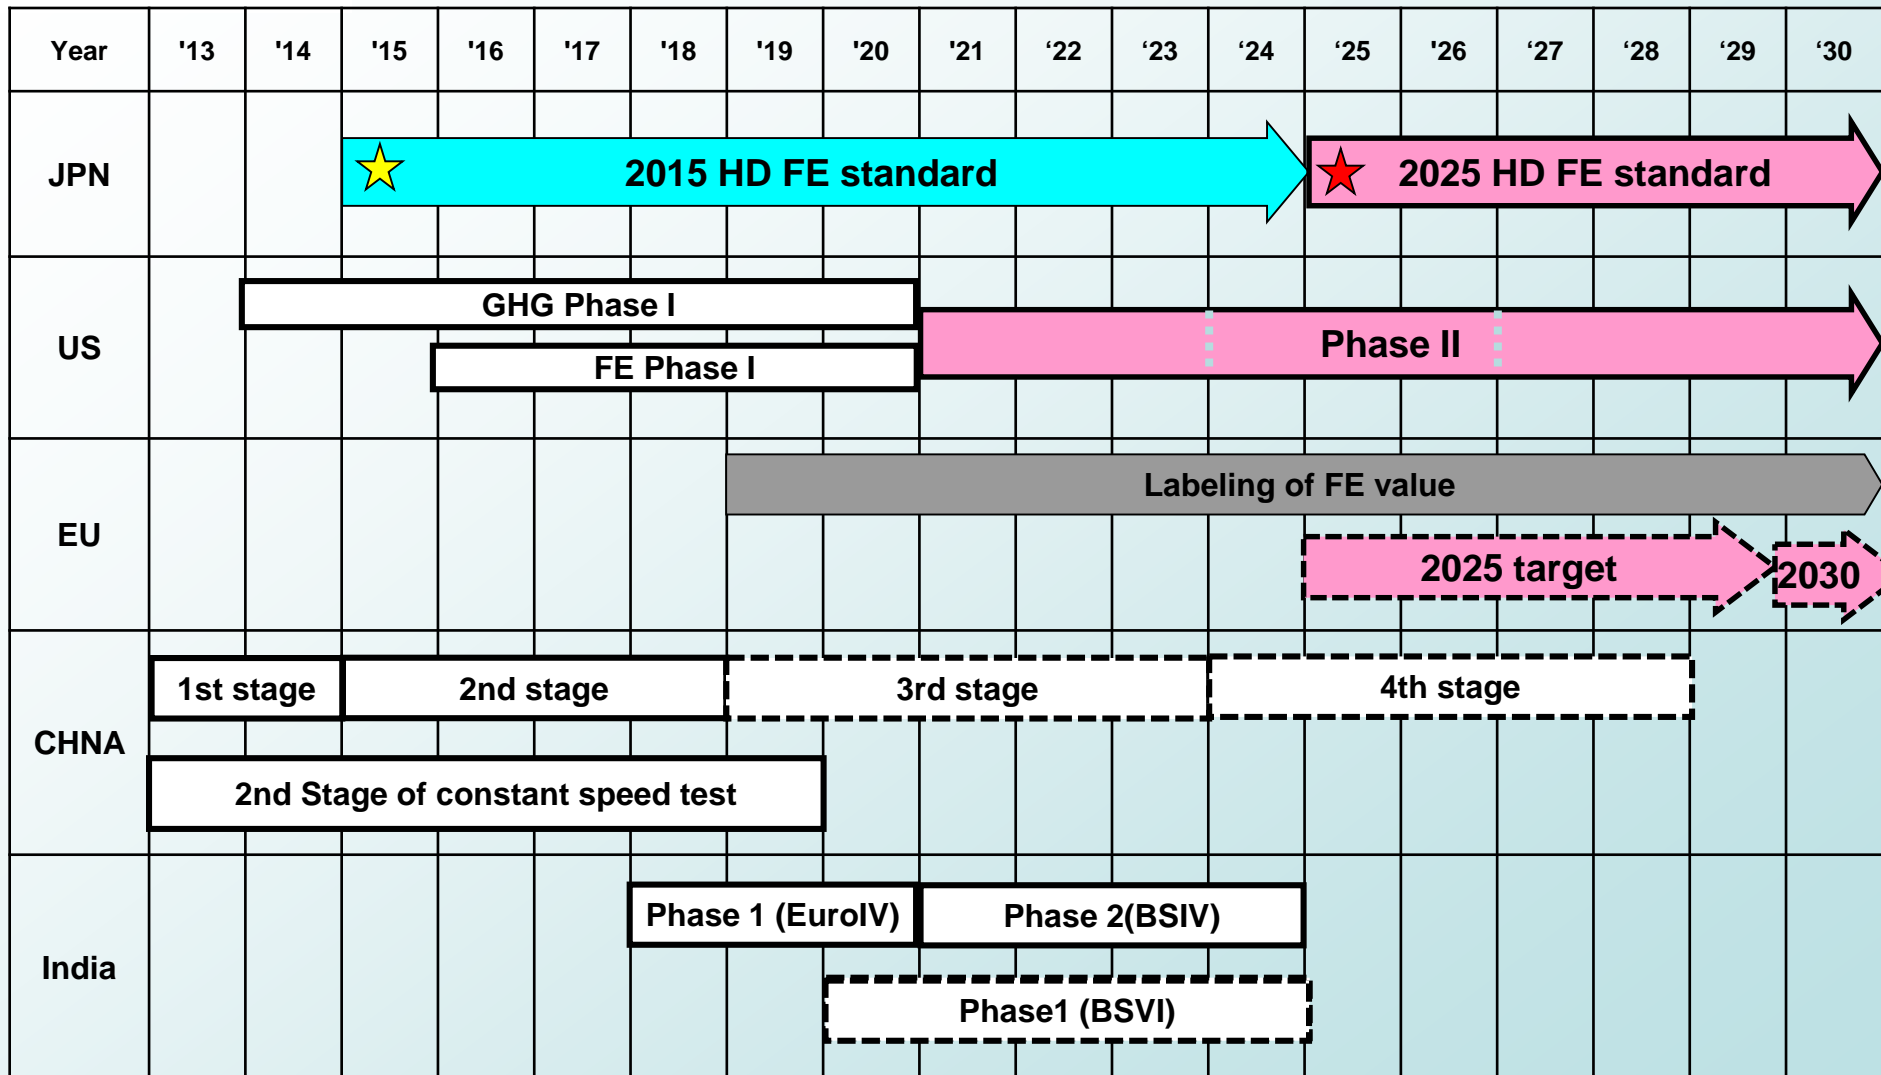 Year '13 '14 '15 '16 '17 '18 '19 '20 '21 ‘22 ‘23 ‘24 ‘25 '26 ‘27 ‘28 ‘29 ‘30
JPN
2015 HD FE standard
2025 HD FE standard
US
GHG Phase I
FE Phase I
Phase II
EU
Labeling of FE value
2025 target
2030
CHNA
1st stage
2nd stage
3rd stage
4th stage
2nd Stage of constant speed test
India
Phase 1 (EuroIV)
Phase 2(BSIV)
Phase1 (BSVI)